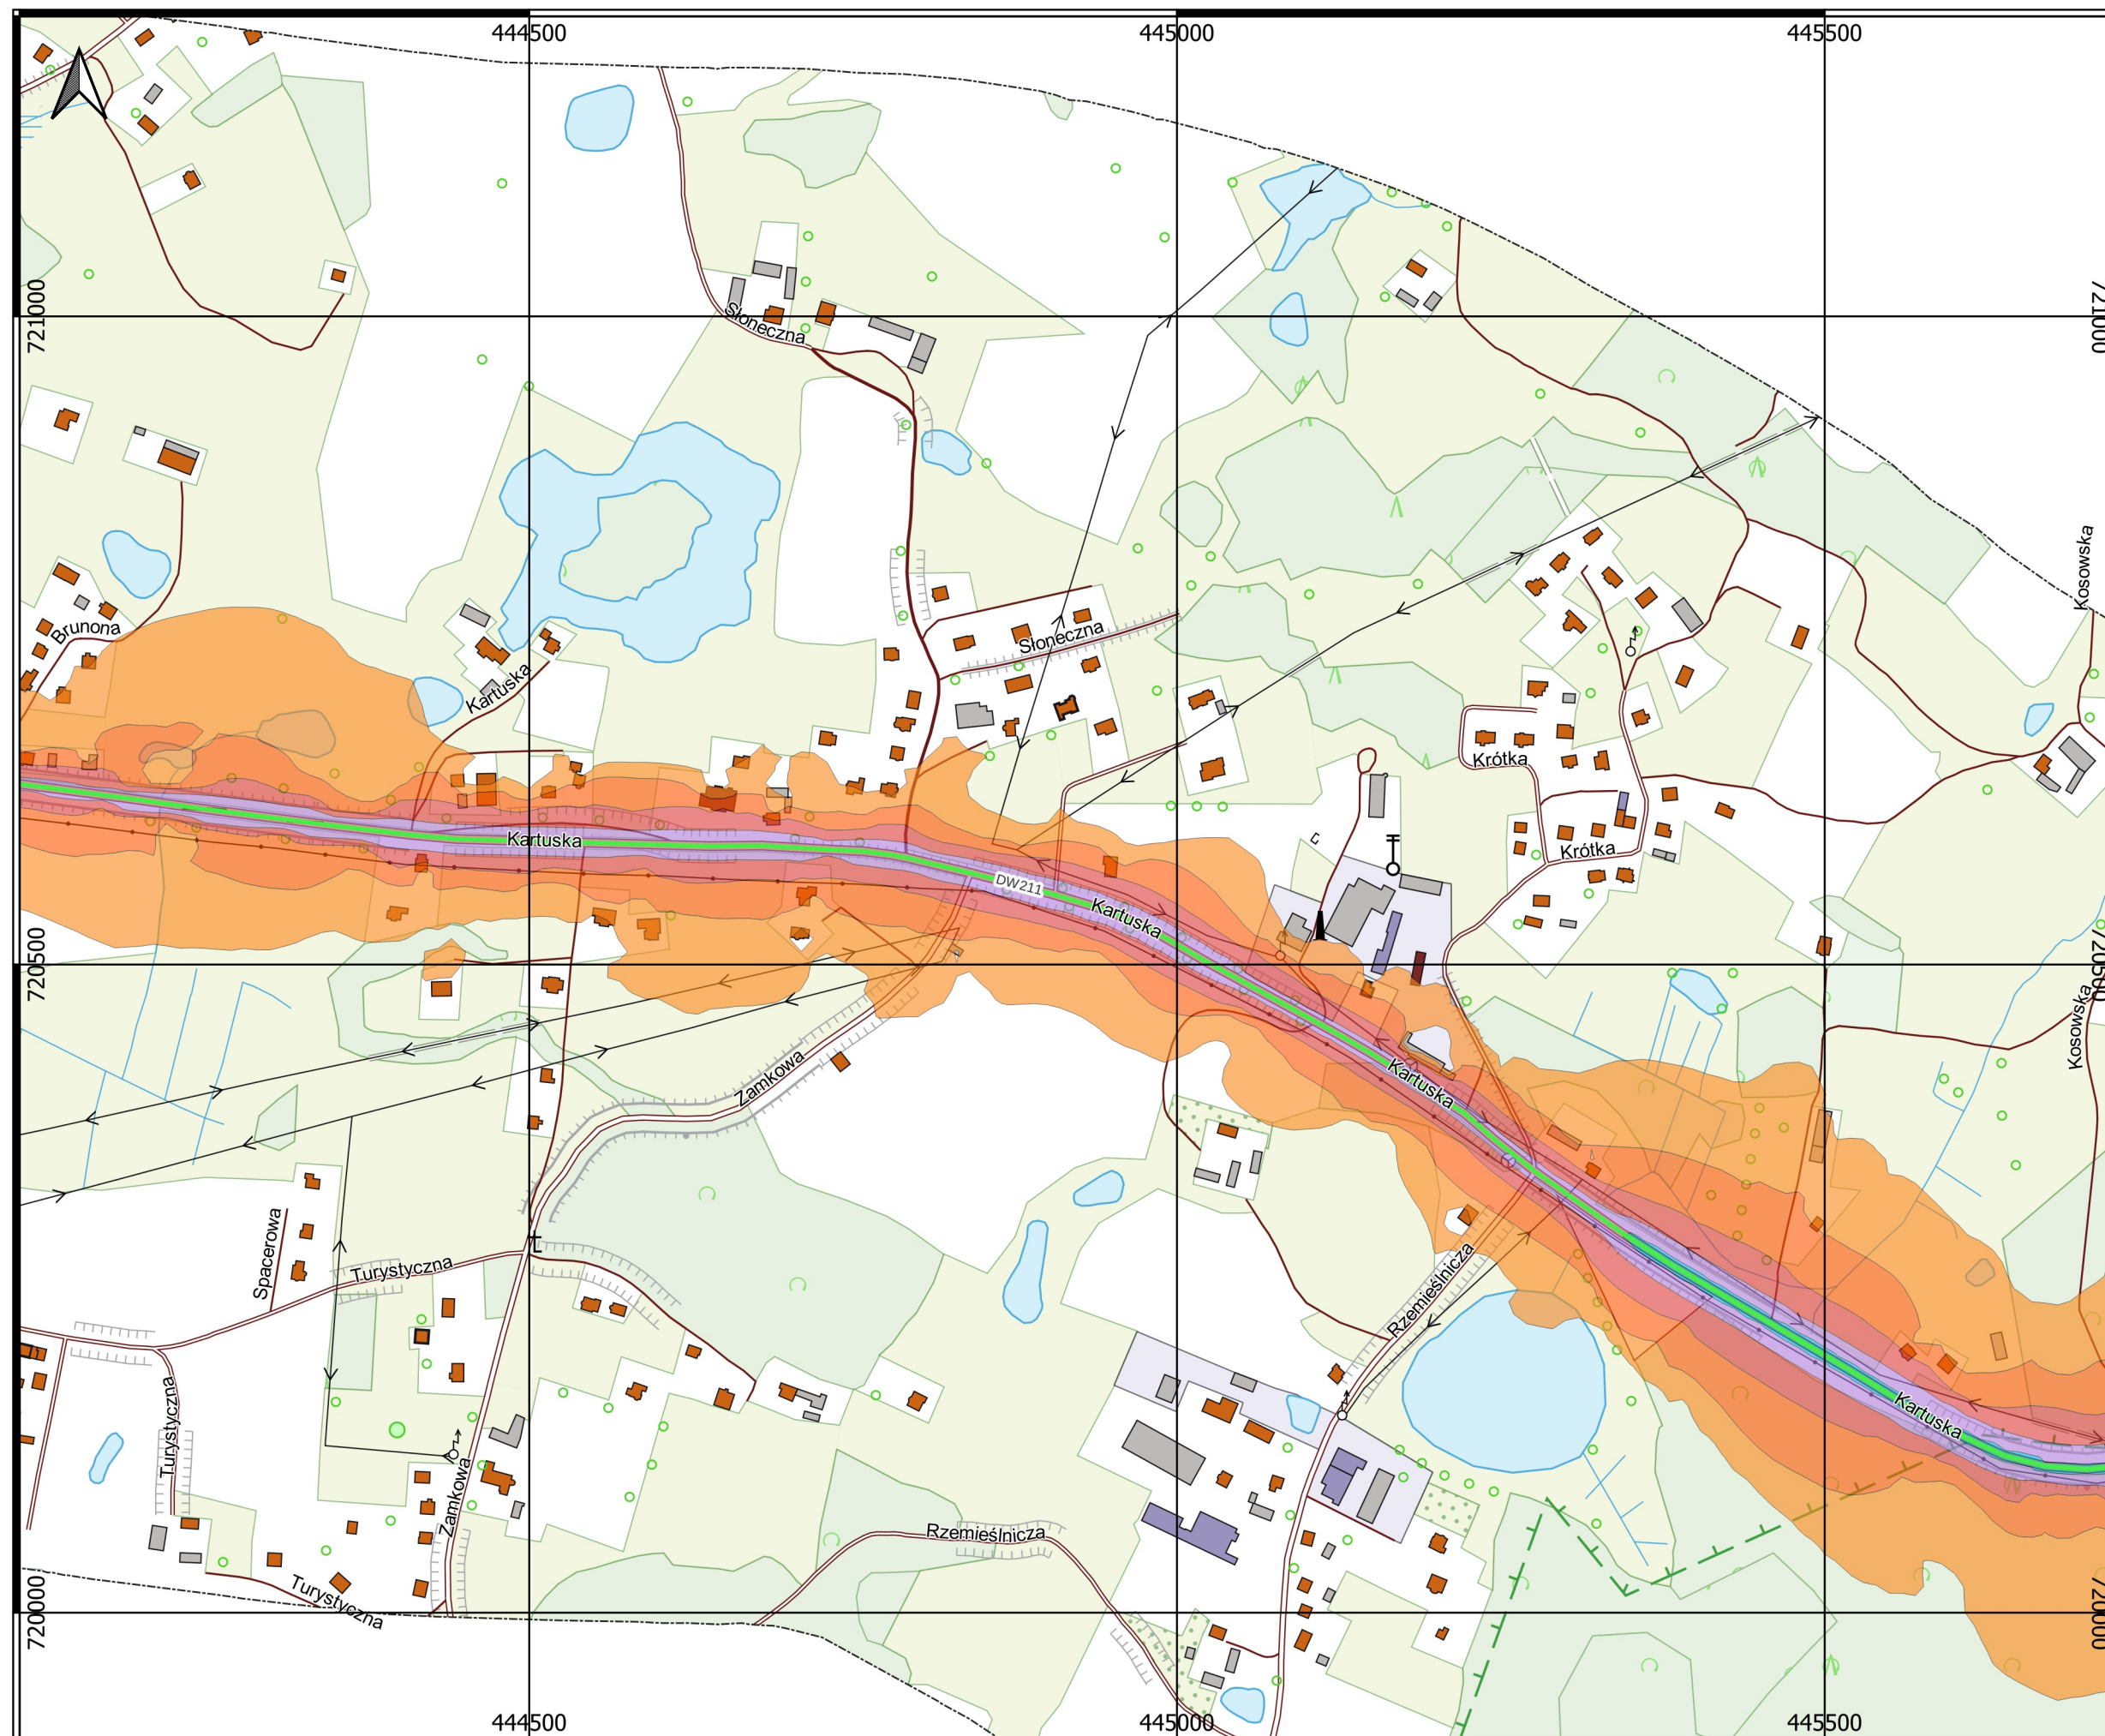 444500
445000
445500
721000
721000
Słoneczna
Kosowska
Brunona
Słoneczna
Kartuska
Krótka
Kartuska
Krótka
DW211
Kartuska
720500
720500
Kosowska
Zamkowa
Kartuska
Spacerowa
Turystyczna
Rzemieślnicza
Turystyczna
Kartuska
Zamkowa
Rzemieślnicza
720000
720000
Turystyczna
444500
445000
445500